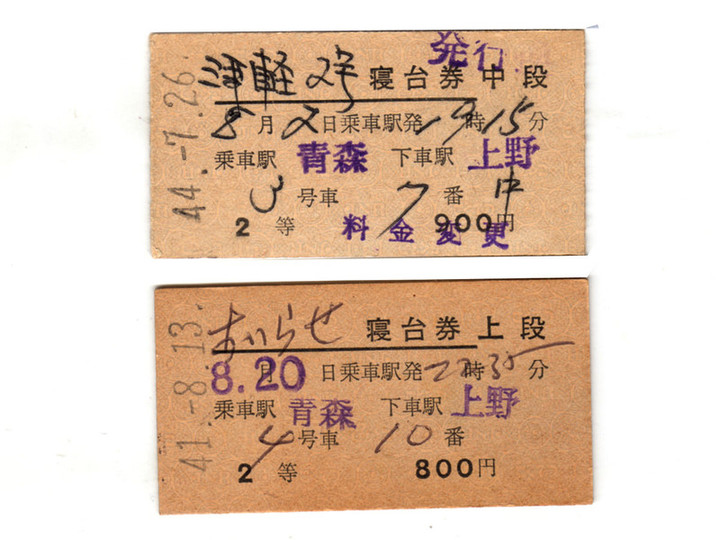 発行
津軽2号 寝台券中段
8月2日乗車駅発19時15分
乗車駅 青森 下車駅 上野
3号車 7番 中
2等 900円
料金変更
44.-7.26.
おいらせ 寝台券上段
8.20
月 日乗車駅発22時35分
乗車駅 青森 下車駅 上野
4号車 10番
2等 800円
41.-8.13.